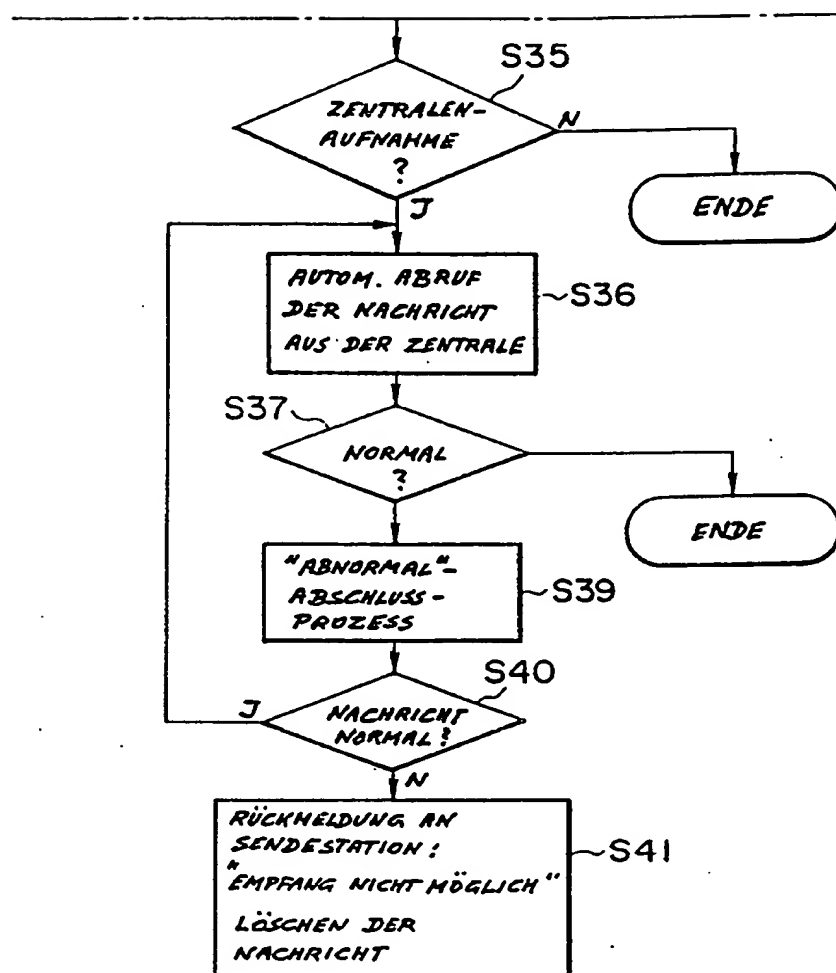 S35
ZENTRALEN-
AUFNAHME
?
N
ENDE
J
AUTOM. ABRUF
DER NACHRICHT
AUS DER ZENTRALE
S36
S37
NORMAL
?
ENDE
"ABNORMAL"-
ABSCHLUSS-
PROZESS
S39
S40
J
NACHRICHT
NORMAL?
N
RÜCKMELDUNG AN
SENDESTATION:
"EMPFANG NICHT MÖGLICH"
LÖSCHEN DER
NACHRICHT
S41